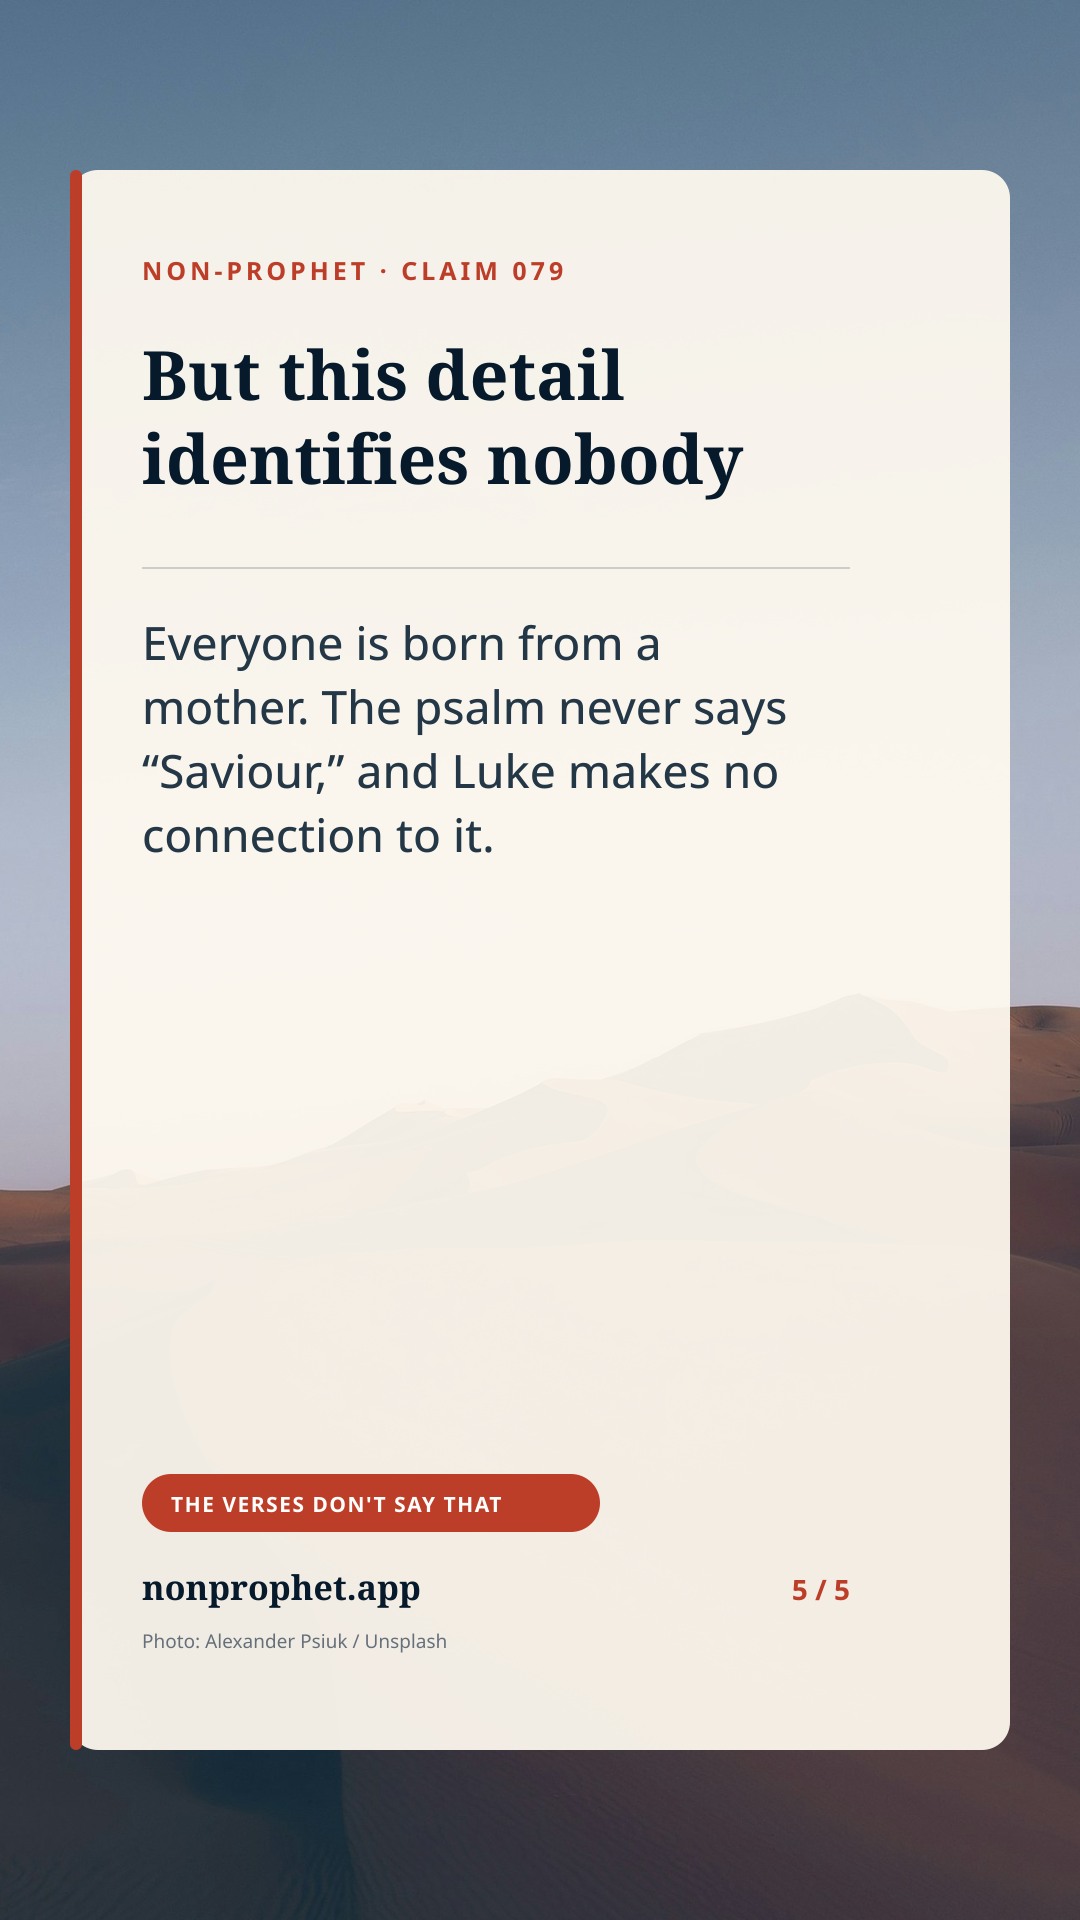 NON-PROPHET · CLAIM 079
But this detail
identifies nobody
Everyone is born from a
mother. The psalm never says
“Saviour,” and Luke makes no
connection to it.
THE VERSES DON'T SAY THAT
nonprophet.app
5 / 5
Photo: Alexander Psiuk / Unsplash